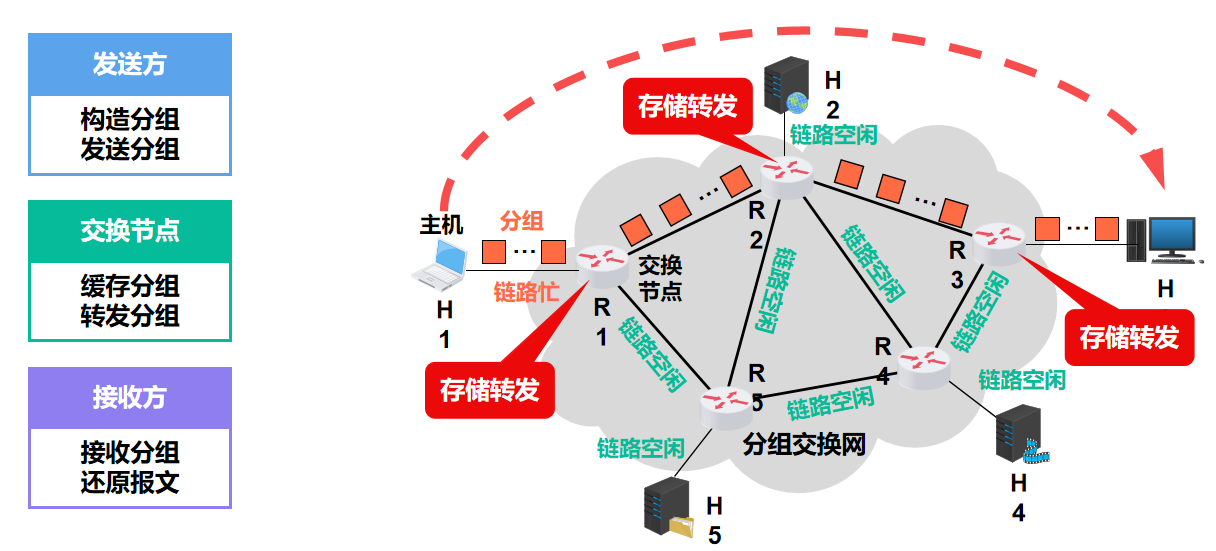 发送方
构造分组
发送分组
交换节点
缓存分组
转发分组
接收方
接收分组
还原报文
存储转发
H
2
链路空闲
主机
分组
...
链路忙
H
1
...
R
2
...
R
3
...
H
交换
节点
R
1
链路空闲
链路空闲
链路空闲
链路空闲
存储转发
存储转发
R
4
R
5
链路空闲
链路空闲
链路空闲
分组交换网
H
5
H
4